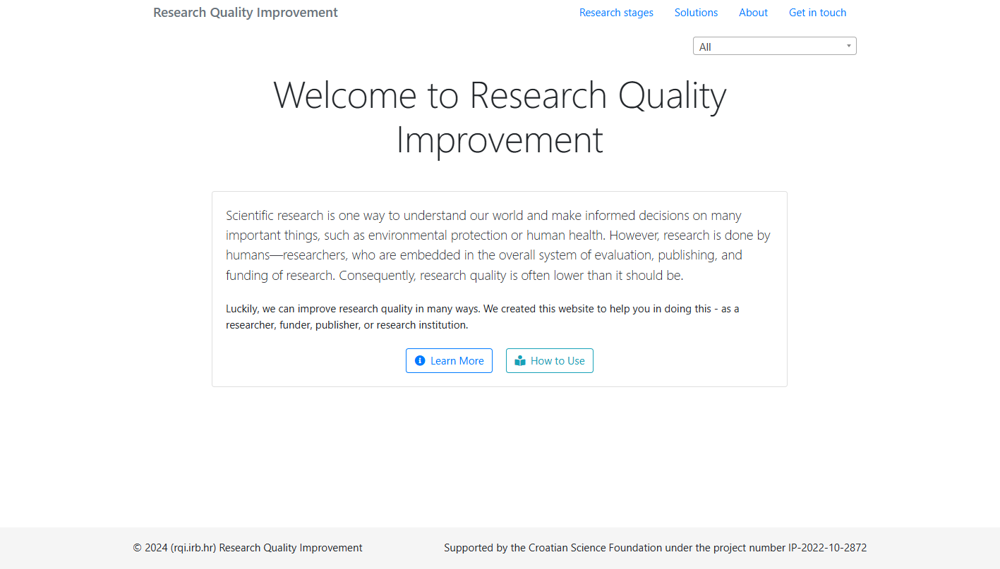 Research Quality Improvement
Research stages
Solutions
About
Get in touch
All
Welcome to Research Quality
Improvement
Scientific research is one way to understand our world and make informed decisions on many
important things, such as environmental protection or human health. However, research is done by
humans—researchers, who are embedded in the overall system of evaluation, publishing, and
funding of research. Consequently, research quality is often lower than it should be.
Luckily, we can improve research quality in many ways. We created this website to help you in doing this - as a
researcher, funder, publisher, or research institution.
Learn More
How to Use
© 2024 (rqi.irb.hr) Research Quality Improvement
Supported by the Croatian Science Foundation under the project number IP-2022-10-2872